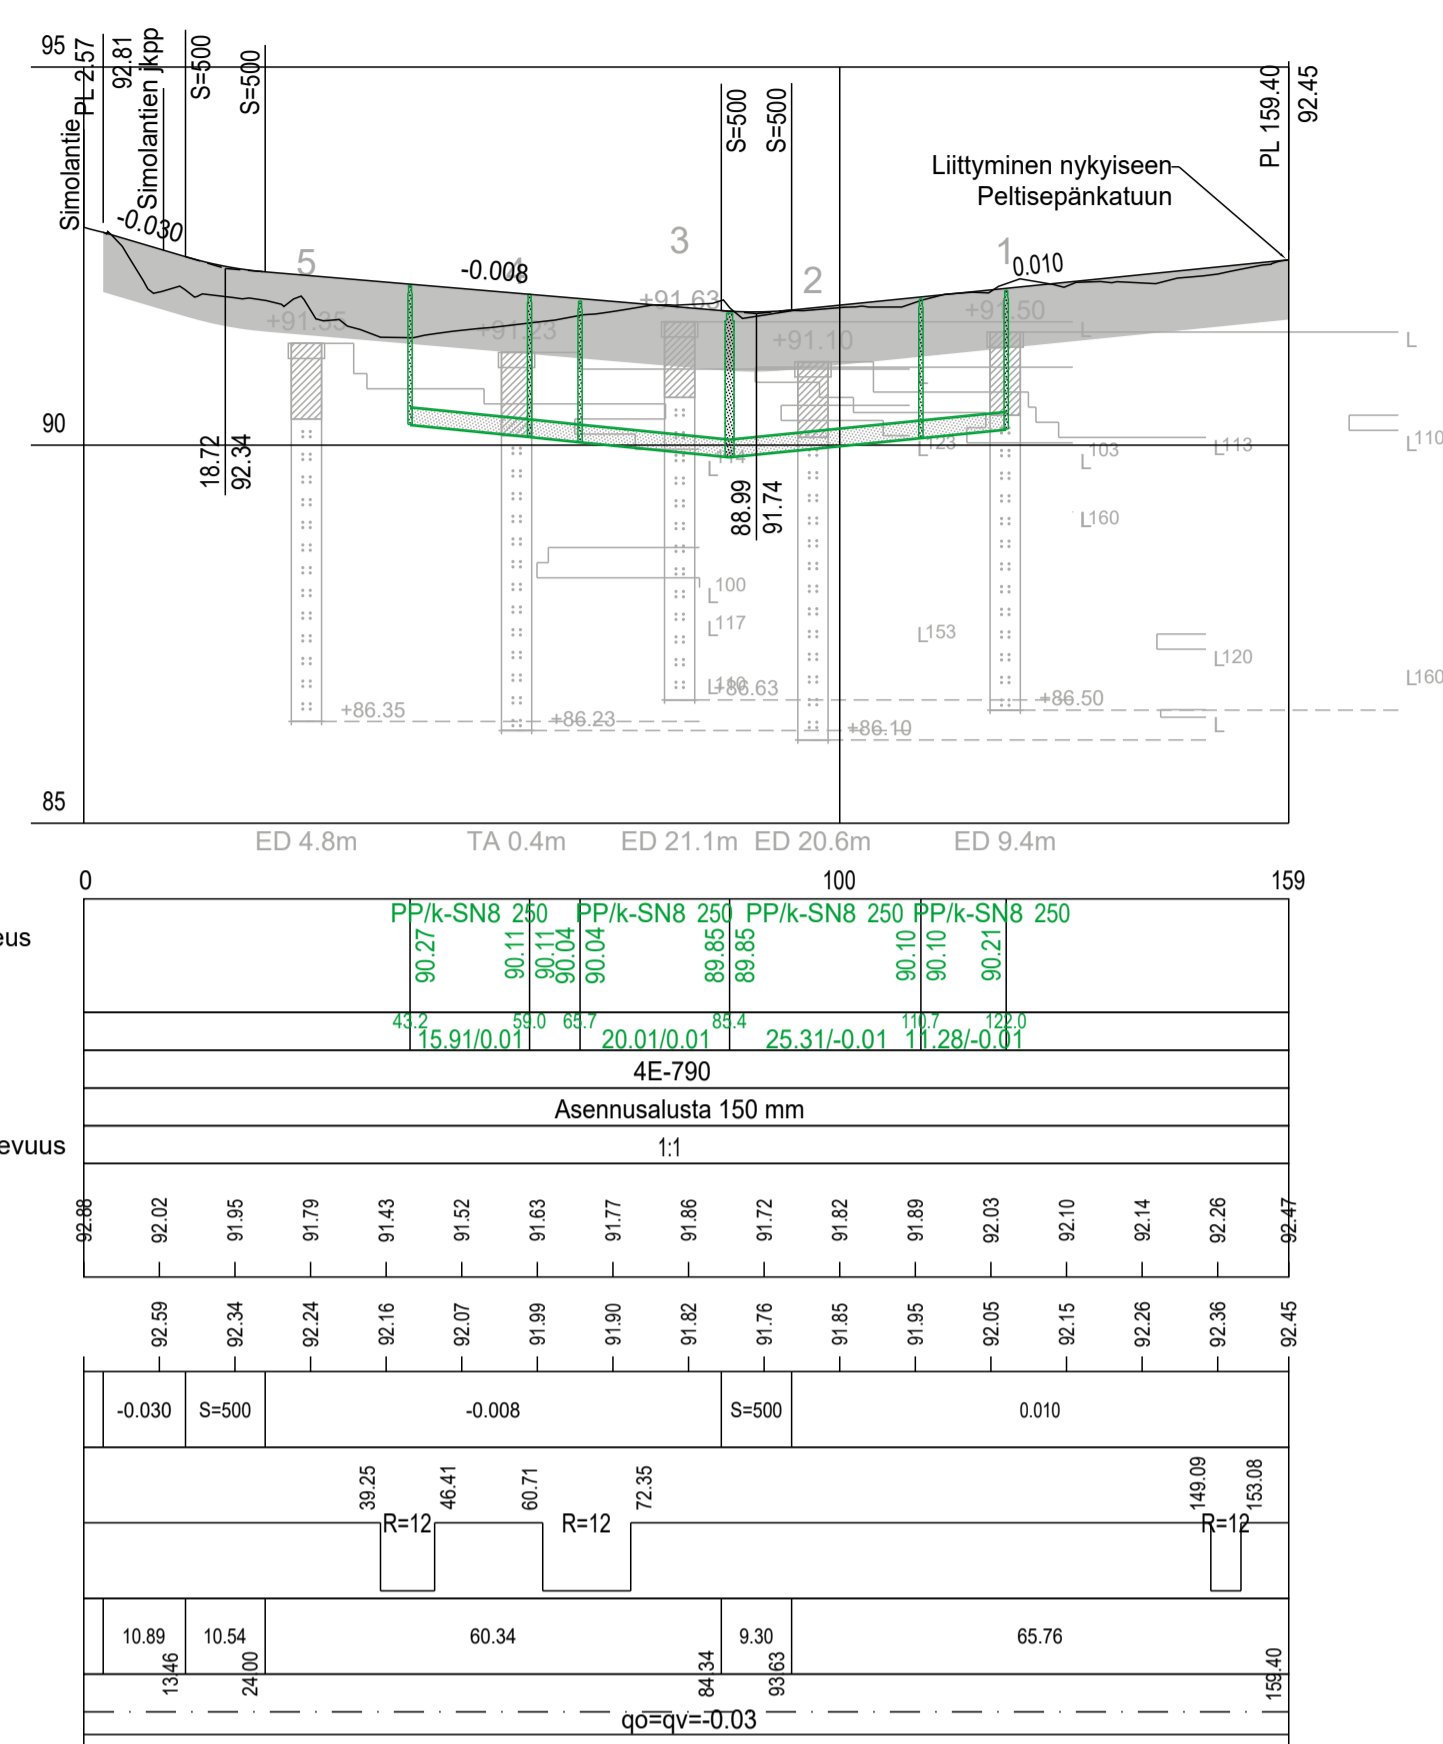 95
Simolantie
PL 2.57
92.81
Simolantien jkpp
S=500
S=500
S=500
S=500
PL 159.40
92.45
Liittyminen nykyiseen
Peltisepänkatuun
-0.030
-0.008
0.010
5
4
3
2
1
+91.35
+91.23
+91.63
+91.10
+91.50
L
L
90
18.72
92.34
88.99
91.74
L114
L123
L103
L113
L110
L160
L100
L117
L153
L120
L160
+86.35
+86.23
+86.63
+86.10
+86.50
L
85
ED 4.8m
TA 0.4m
ED 21.1m
ED 20.6m
ED 9.4m
0
100
159
eus
PP/k-SN8 250
PP/k-SN8 250
PP/k-SN8 250
PP/k-SN8 250
90.27
90.11
90.11
90.04
90.04
89.85
89.85
90.10
90.10
90.21
43.2
59.0
65.7
85.4
110.7
122.0
15.91/0.01
20.01/0.01
25.31/-0.01
11.28/-0.01
4E-790
Asennusalusta 150 mm
evuus
1:1
92.88
92.02
91.95
91.79
91.43
91.52
91.63
91.77
91.86
91.72
91.82
91.89
92.03
92.10
92.14
92.26
92.47
92.59
92.34
92.24
92.16
92.07
91.99
91.90
91.82
91.76
91.85
91.95
92.05
92.15
92.26
92.36
92.45
-0.030
S=500
-0.008
S=500
0.010
39.25
46.41
60.71
72.35
149.09
153.08
R=12
R=12
R=12
10.89
10.54
60.34
9.30
65.76
13.46
24.00
84.34
93.63
159.40
qo=qv=-0.03